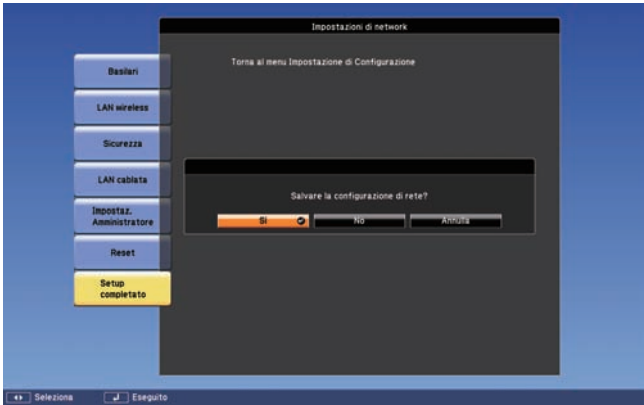 Impostazioni di network
Torna al menu Impostazione di Configurazione
Basilari
LAN wireless
Sicurezza
LAN cablata
Impostaz.
Amministratore
Reset
Setup
completato
Salvare la configurazione di rete?
Sì No Annulla
Seleziona Eseguito